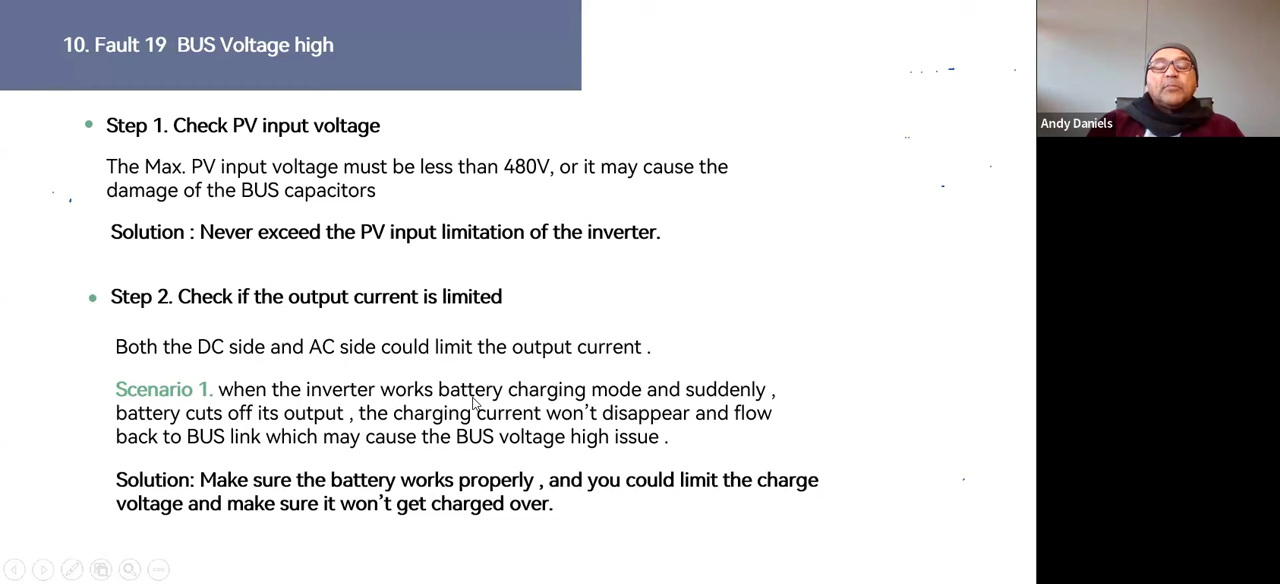 10. Fault 19 BUS Voltage high
Andy Daniels
Step 1. Check PV input voltage
The Max. PV input voltage must be less than 480V, or it may cause the
damage of the BUS capacitors
Solution : Never exceed the PV input limitation of the inverter.
Step 2. Check if the output current is limited
Both the DC side and AC side could limit the output current .
Scenario 1. when the inverter works battery charging mode and suddenly ,
battery cuts off its output , the charging current won't disappear and flow
back to BUS link which may cause the BUS voltage high issue .
Solution: Make sure the battery works properly , and you could limit the charge
voltage and make sure it won't get charged over.